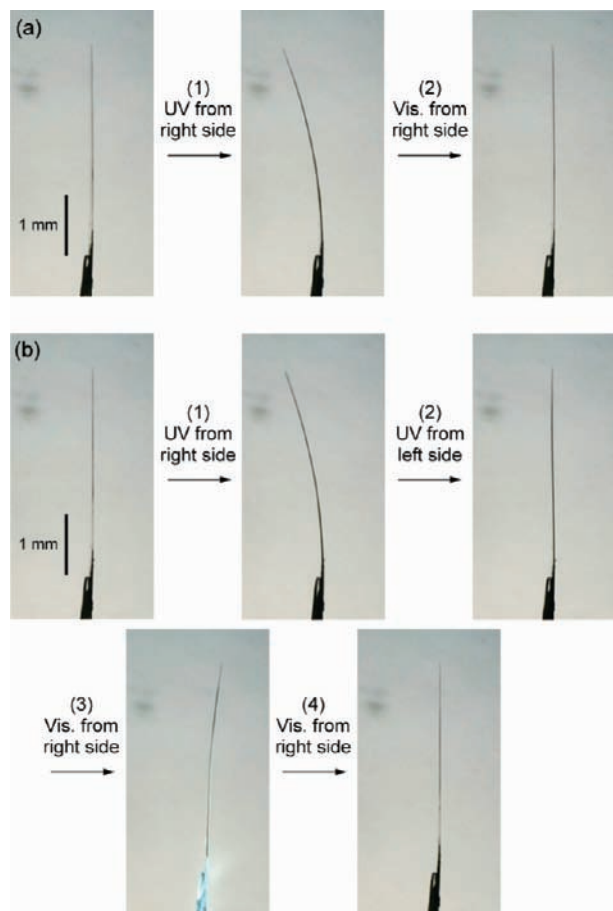 (a)
(1)
UV from
right side
(2)
Vis. from
right side
1 mm
(b)
(1)
UV from
right side
(2)
UV from
left side
1 mm
(3)
Vis. from
right side
(4)
Vis. from
right side